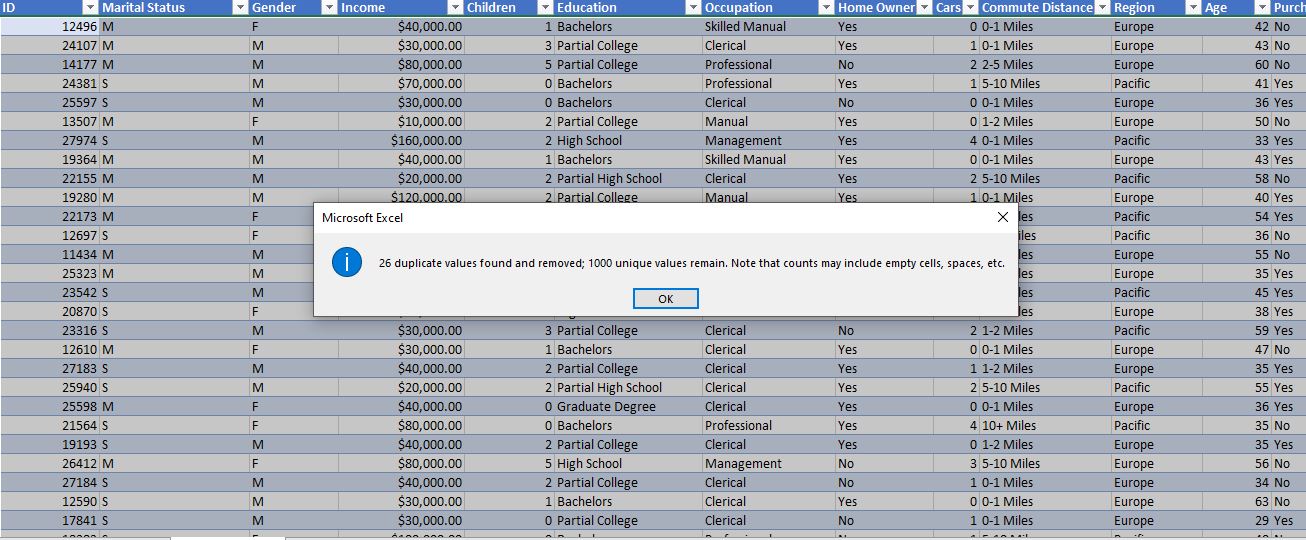 ID Marital Status Gender Income Children Education Occupation Home Owner Cars Commute Distance Region Age Purch
12496 M F $40,000.00 1 Bachelors Skilled Manual Yes 0 0-1 Miles Europe 42 No
24107 M M $30,000.00 3 Partial College Clerical Yes 1 0-1 Miles Europe 43 No
14177 M M $80,000.00 5 Partial College Professional No 2 2-5 Miles Europe 60 No
24381 S M $70,000.00 0 Bachelors Professional Yes 1 5-10 Miles Pacific 41 Yes
25597 S M $30,000.00 0 Bachelors Clerical No 0 0-1 Miles Europe 36 Yes
13507 M F $10,000.00 2 Partial College Manual Yes 0 1-2 Miles Europe 50 No
27974 S M $160,000.00 2 High School Management Yes 4 0-1 Miles Pacific 33 Yes
19364 M M $40,000.00 1 Bachelors Skilled Manual Yes 0 0-1 Miles Europe 43 Yes
22155 M M $20,000.00 2 Partial High School Clerical Yes 2 5-10 Miles Pacific 58 No
19280 M M $120,000.00 2 Partial College Manual Yes 1 0-1 Miles Europe 40 Yes
22173 M F les Pacific 54 Yes
12697 S F iles Pacific 36 No
11434 M M les Europe 55 No
25323 M M les Europe 35 Yes
23542 S M les Pacific 45 Yes
20870 S F les Europe 38 Yes
Microsoft Excel
26 duplicate values found and removed; 1000 unique values remain. Note that counts may include empty cells, spaces, etc.
OK
23316 S M $30,000.00 3 Partial College Clerical No 2 1-2 Miles Pacific 59 Yes
12610 M F $30,000.00 1 Bachelors Clerical Yes 0 0-1 Miles Europe 47 No
27183 S M $40,000.00 2 Partial College Clerical Yes 1 1-2 Miles Europe 35 Yes
25940 S M $20,000.00 2 Partial High School Clerical Yes 2 5-10 Miles Pacific 55 Yes
25598 M F $40,000.00 0 Graduate Degree Clerical Yes 0 0-1 Miles Europe 36 Yes
21564 S F $80,000.00 0 Bachelors Professional Yes 4 10+ Miles Pacific 35 No
19193 S M $40,000.00 2 Partial College Clerical Yes 0 1-2 Miles Europe 35 Yes
26412 M F $80,000.00 5 High School Management No 3 5-10 Miles Europe 56 No
27184 S M $40,000.00 2 Partial College Clerical No 1 0-1 Miles Europe 34 No
12590 S M $30,000.00 1 Bachelors Clerical Yes 0 0-1 Miles Europe 63 No
17841 S M $30,000.00 0 Partial College Clerical No 1 0-1 Miles Europe 29 Yes